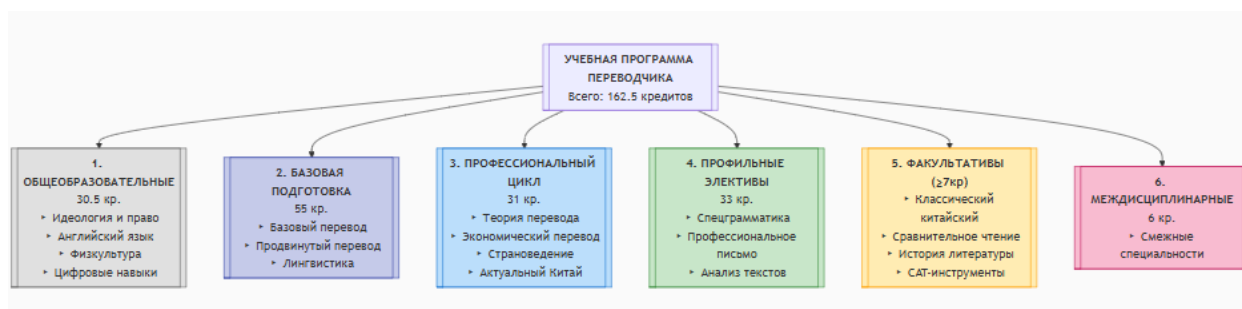 УЧЕБНАЯ ПРОГРАММА
ПЕРЕВОДЧИКА
Всего: 162.5 кредитов
1.
ОБЩЕОБРАЗОВАТЕЛЬНЫЕ
30.5 кр.
‣ Идеология и право
‣ Английский язык
‣ Физкультура
‣ Цифровые навыки
2. БАЗОВАЯ
ПОДГОТОВКА
55 кр.
‣ Базовый перевод
‣ Продвинутый перевод
‣ Лингвистика
3. ПРОФЕССИОНАЛЬНЫЙ
ЦИКЛ
31 кр.
‣ Теория перевода
‣ Экономический перевод
‣ Страноведение
‣ Актуальный Китай
4. ПРОФИЛЬНЫЕ
ЭЛЕКТИВЫ
33 кр.
‣ Спецграмматика
‣ Профессиональное
письмо
‣ Анализ текстов
5. ФАКУЛЬТАТИВЫ
(≥7кр)
‣ Классический
китайский
‣ Сравнительное чтение
‣ История литературы
‣ CAT-инструменты
6.
МЕЖДИСЦИПЛИНАРНЫЕ
6 кр.
‣ Смежные
специальности